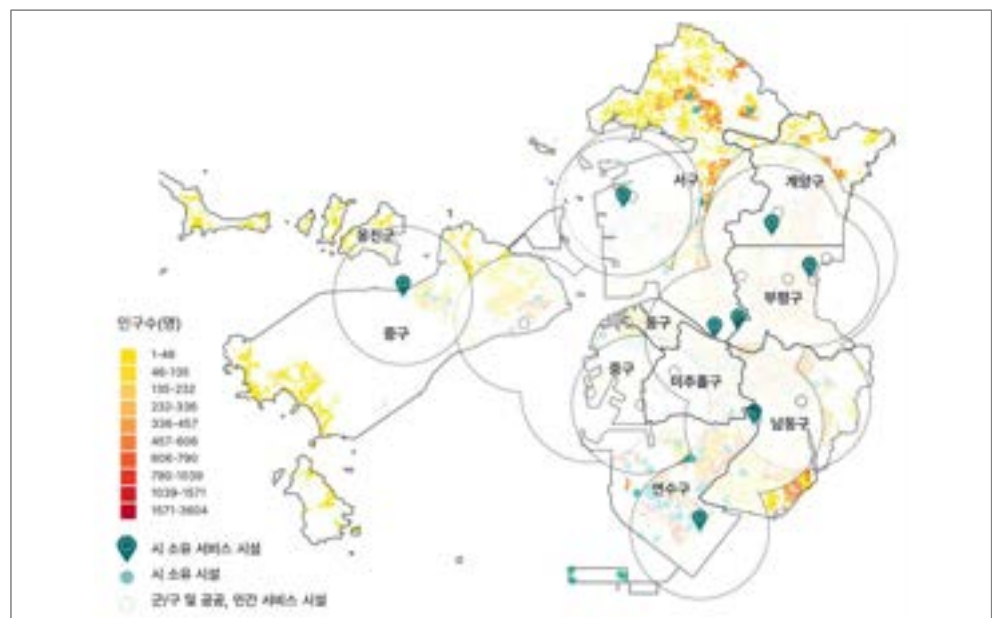 서구
계양구
옹진군
부평구
중구
동구
중구
미추홀구
남동구
연수구
인구수(명)
1-46
46-135
135-232
232-336
336-457
457-606
606-790
790-1039
1039-1571
1571-3604
시 소유 서비스 시설
시 소유 시설
군/구 및 공공, 민간 서비스 시설